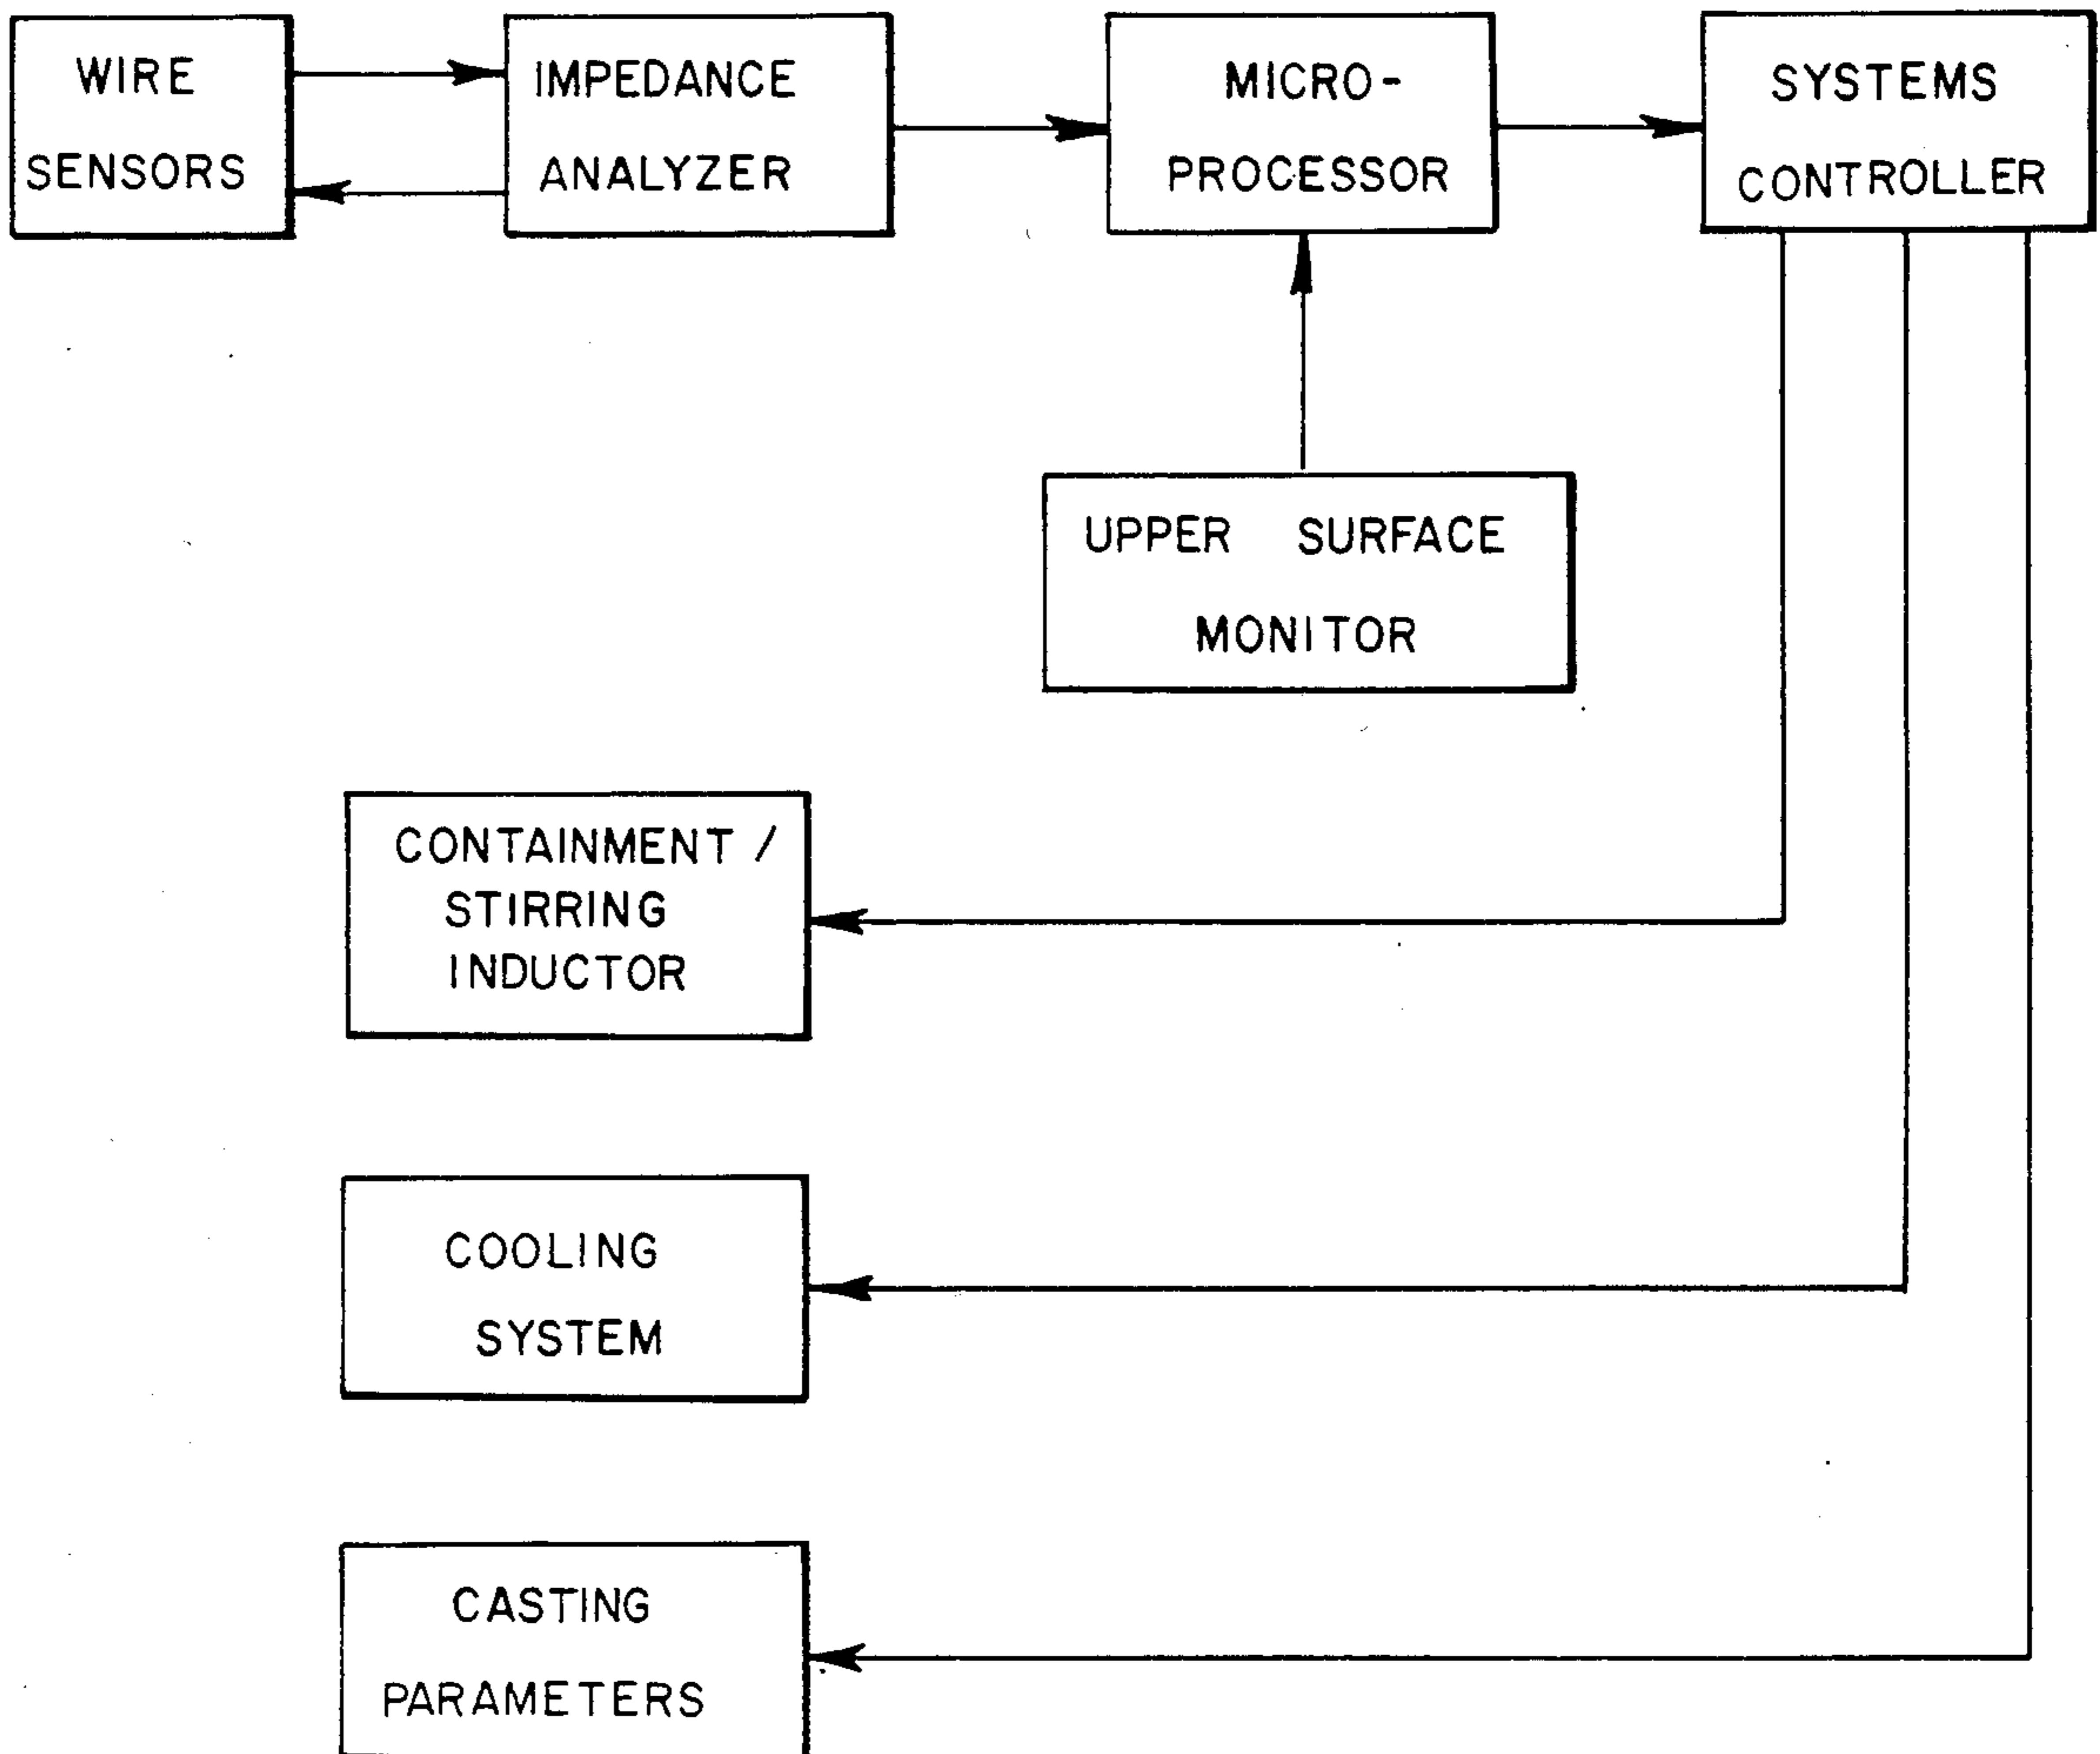 WIRE
SENSORS
IMPEDANCE
ANALYZER
MICRO-
PROCESSOR
SYSTEMS
CONTROLLER
UPPER SURFACE
MONITOR
CONTAINMENT /
STIRRING
INDUCTOR
COOLING
SYSTEM
CASTING
PARAMETERS